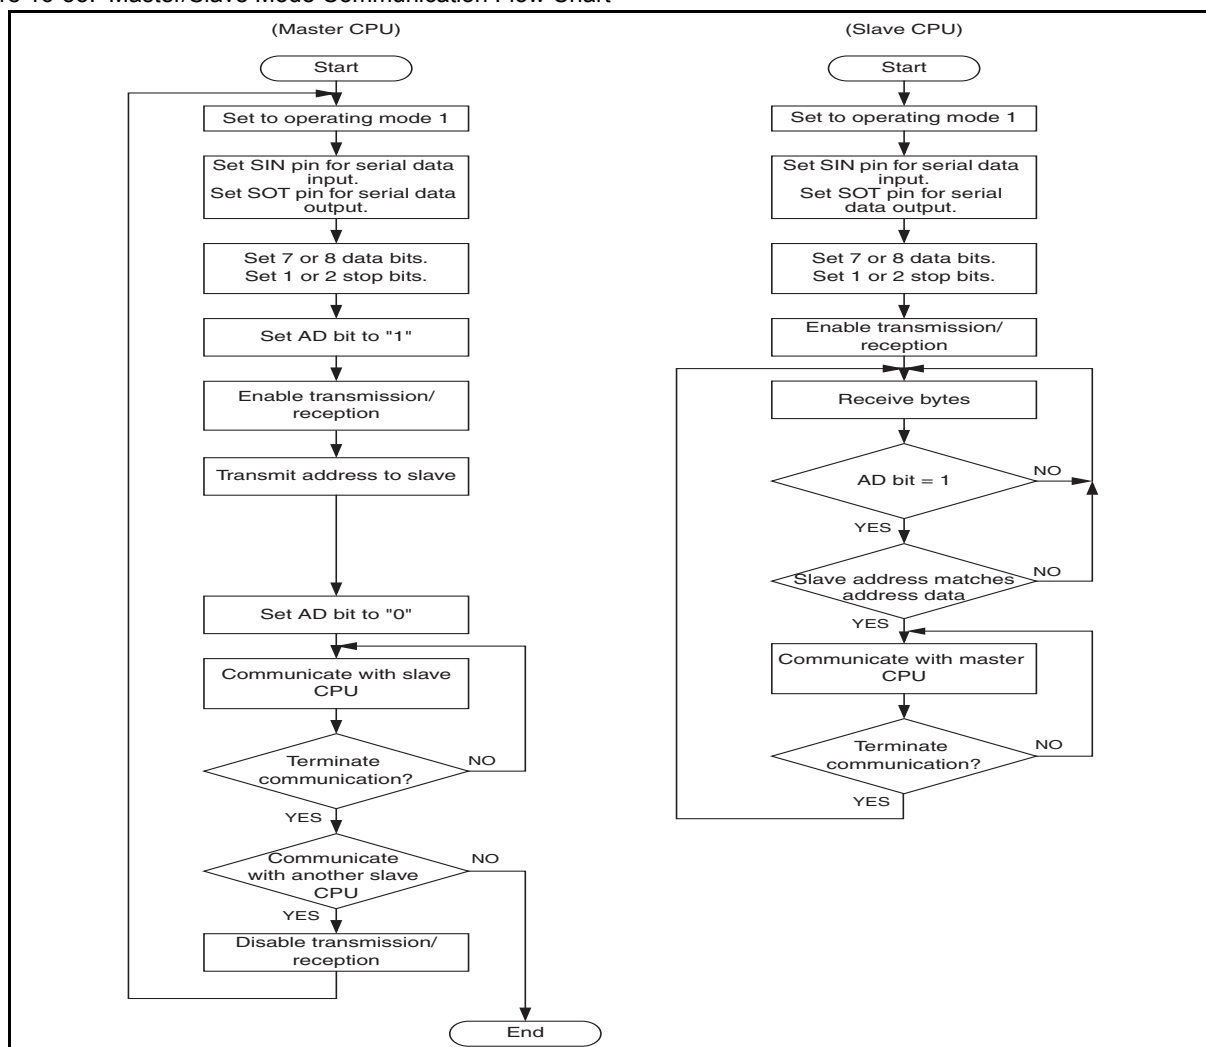 Master/Slave Mode Communication Flow Chart
(Master CPU)
Start
Set to operating mode 1
Set SIN pin for serial data
input.
Set SOT pin for serial data
output.
Set 7 or 8 data bits.
Set 1 or 2 stop bits.
Set AD bit to "1"
Enable transmission/
reception
Transmit address to slave
Set AD bit to "0"
Communicate with slave
CPU
Terminate
communication?
NO
YES
Communicate
with another slave
CPU
NO
YES
Disable transmission/
reception
End
(Slave CPU)
Start
Set to operating mode 1
Set SIN pin for serial data
input.
Set SOT pin for serial
data output.
Set 7 or 8 data bits.
Set 1 or 2 stop bits.
Enable transmission/
reception
Receive bytes
AD bit = 1
NO
YES
Slave address matches
address data
NO
YES
Communicate with master
CPU
Terminate
communication?
NO
YES